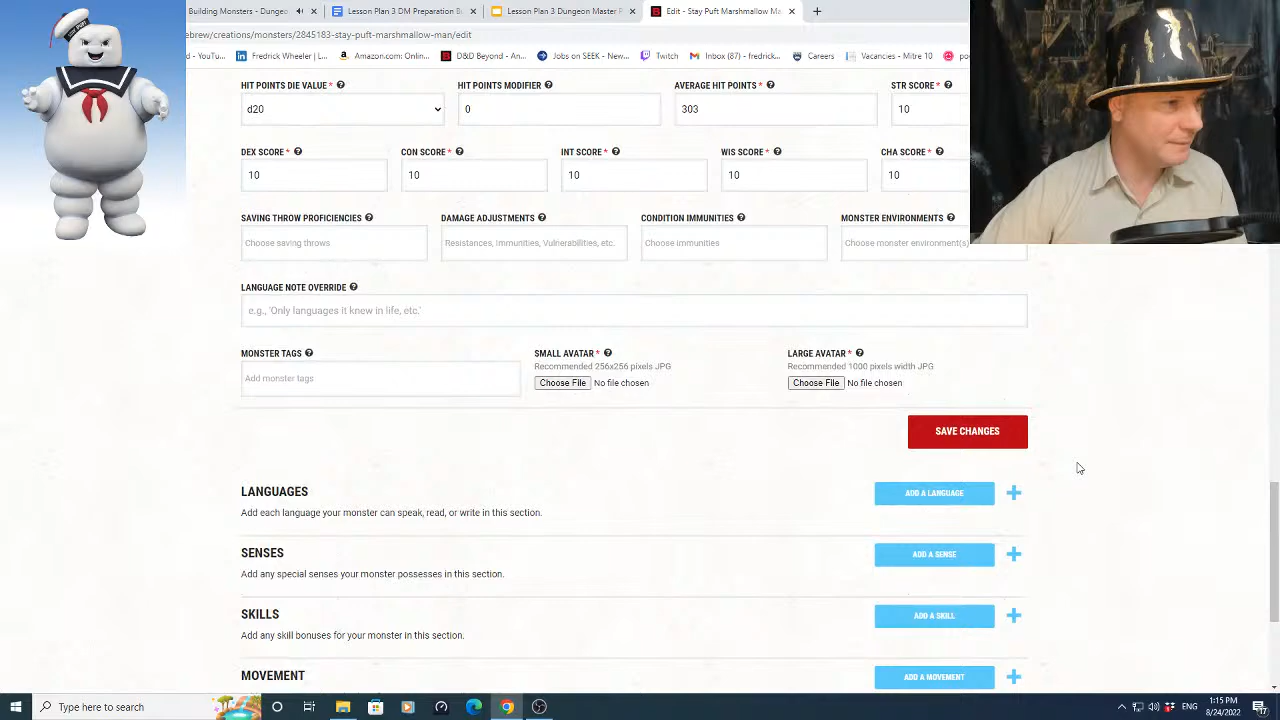 Building Monsters - Dungeo
Lesson Plan 3 DM Preparation B
Lesson Plan 3 Dungeon Master P
Edit - Stay Puft Marshmallow Ma
ebrew/creations/monsters/2845183-stay-puft-marshmallow-man/edit
- YouTu...
Fredrick Wheeler | L...
Amazon.com: Onlin...
D&D Beyond - An...
Jobs on SEEK - New...
Twitch
Inbox (87) - fredrick...
Careers
Vacancies - Mitre 10
po
HIT POINTS DIE VALUE *
HIT POINTS MODIFIER
AVERAGE HIT POINTS *
STR SCORE *
d20
0
303
10
DEX SCORE *
CON SCORE *
INT SCORE *
WIS SCORE *
CHA SCORE *
10
10
10
10
10
SAVING THROW PROFICIENCIES
DAMAGE ADJUSTMENTS
CONDITION IMMUNITIES
MONSTER ENVIRONMENTS
Choose saving throws
Resistances, Immunities, Vulnerabilities, etc.
Choose immunities
Choose monster environment(s)
LANGUAGE NOTE OVERRIDE
e.g., 'Only languages it knew in life, etc.'
MONSTER TAGS
SMALL AVATAR *
LARGE AVATAR *
Recommended 256x256 pixels JPG
Recommended 1000 pixels width JPG
Add monster tags
Choose File No file chosen
Choose File No file chosen
SAVE CHANGES
LANGUAGES
ADD A LANGUAGE
Add each language your monster can speak, read, or write in this section.
SENSES
ADD A SENSE
Add any special senses your monster possesses in this section.
SKILLS
ADD A SKILL
Add any skill bonuses for your monster in this section.
MOVEMENT
ADD A MOVEMENT
Type here to search
ENG
1:15 PM
8/24/2022
17